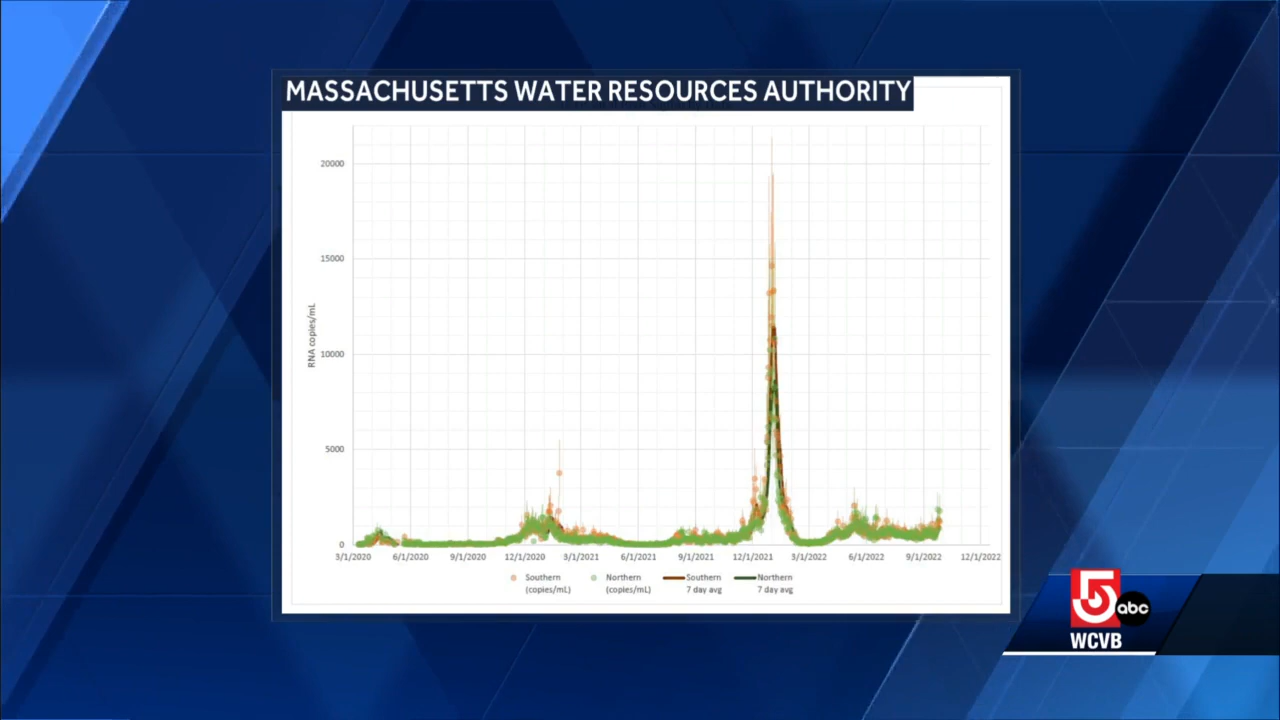 MASSACHUSETTS WATER RESOURCES AUTHORITY
20000
15000
10000
5000
0
RNA copies/mL
3/1/2020 6/1/2020 9/1/2020 12/1/2020 3/1/2021 6/1/2021 9/1/2021 12/1/2021 3/1/2022 6/1/2022 9/1/2022 12/1/2022
Southern (copies/mL) Northern (copies/mL) Southern 7 day avg Northern 7 day avg
5 abc
WCVB